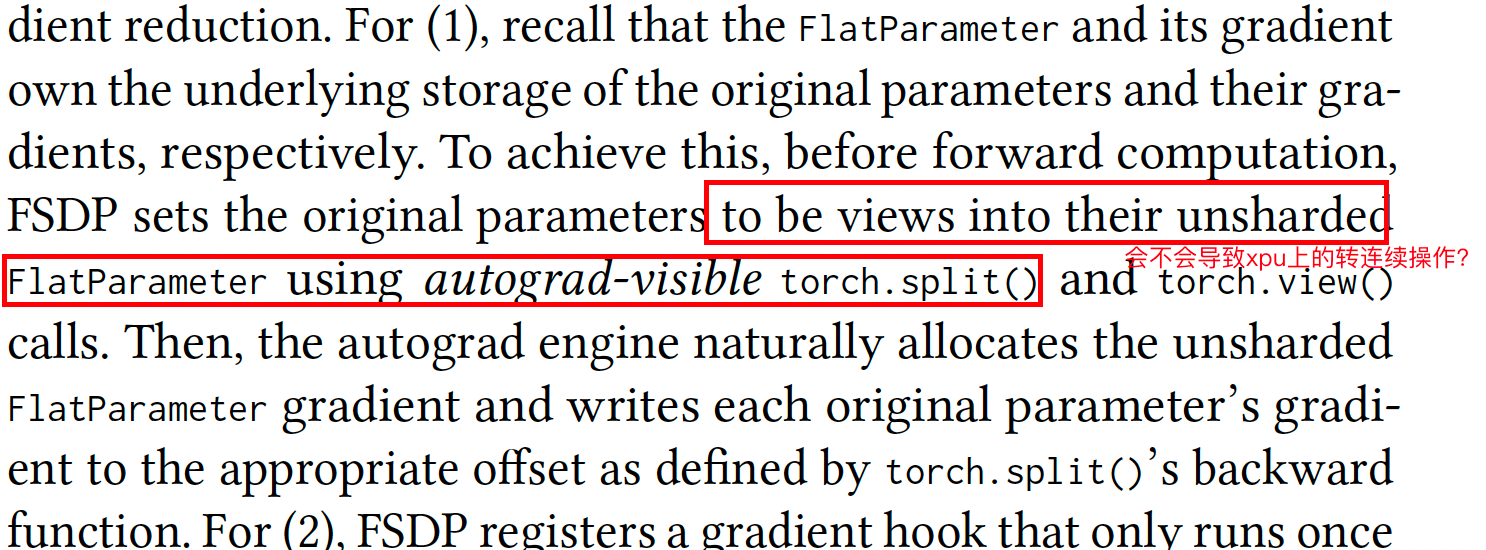 dient reduction. For (1), recall that the FlatParameter and its gradient
own the underlying storage of the original parameters and their gra-
dients, respectively. To achieve this, before forward computation,
FSDP sets the original parameters to be views into their unsharded
会不会导致xpu上的转连续操作?
FlatParameter using autograd-visible torch.split() and torch.view()
calls. Then, the autograd engine naturally allocates the unsharded
FlatParameter gradient and writes each original parameter’s gradi-
ent to the appropriate offset as defined by torch.split()’s backward
function. For (2), FSDP registers a gradient hook that only runs once